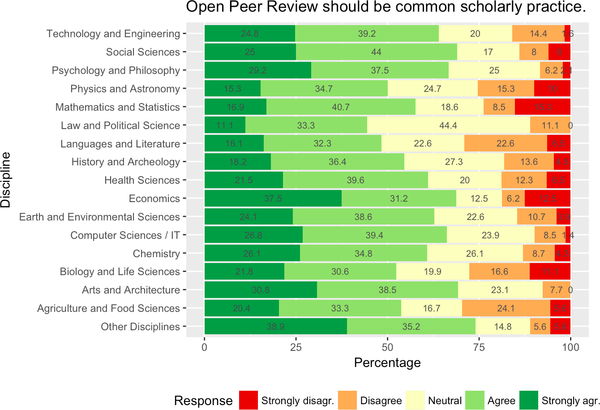 Open Peer Review should be common scholarly practice.
Discipline
Technology and Engineering 24.8 39.2 20 14.4 1.6
Social Sciences 25 44 17 8
Psychology and Philosophy 29.2 37.5 25 6.2 2.1
Physics and Astronomy 15.3 34.7 24.7 15.3
Mathematics and Statistics 16.9 40.7 18.6 8.5 15.3
Law and Political Science 11.1 33.3 44.4 11.1 0
Languages and Literature 16.1 32.3 22.6 22.6
History and Archeology 18.2 36.4 27.3 13.6
Health Sciences 21.5 39.6 20 12.3
Economics 37.5 31.2 12.5 6.2
Earth and Environmental Sciences 24.1 38.6 22.6 10.7
Computer Sciences / IT 26.8 39.4 23.9 8.5 1.4
Chemistry 26.1 34.8 26.1 8.7
Biology and Life Sciences 21.8 30.6 19.9 16.6
Arts and Architecture 30.8 38.5 23.1 7.7 0
Agriculture and Food Sciences 20.4 33.3 16.7 24.1
Other Disciplines 38.9 35.2 14.8 5.6
0 25 50 75 100
Percentage
Response Strongly disagr. Disagree Neutral Agree Strongly agr.